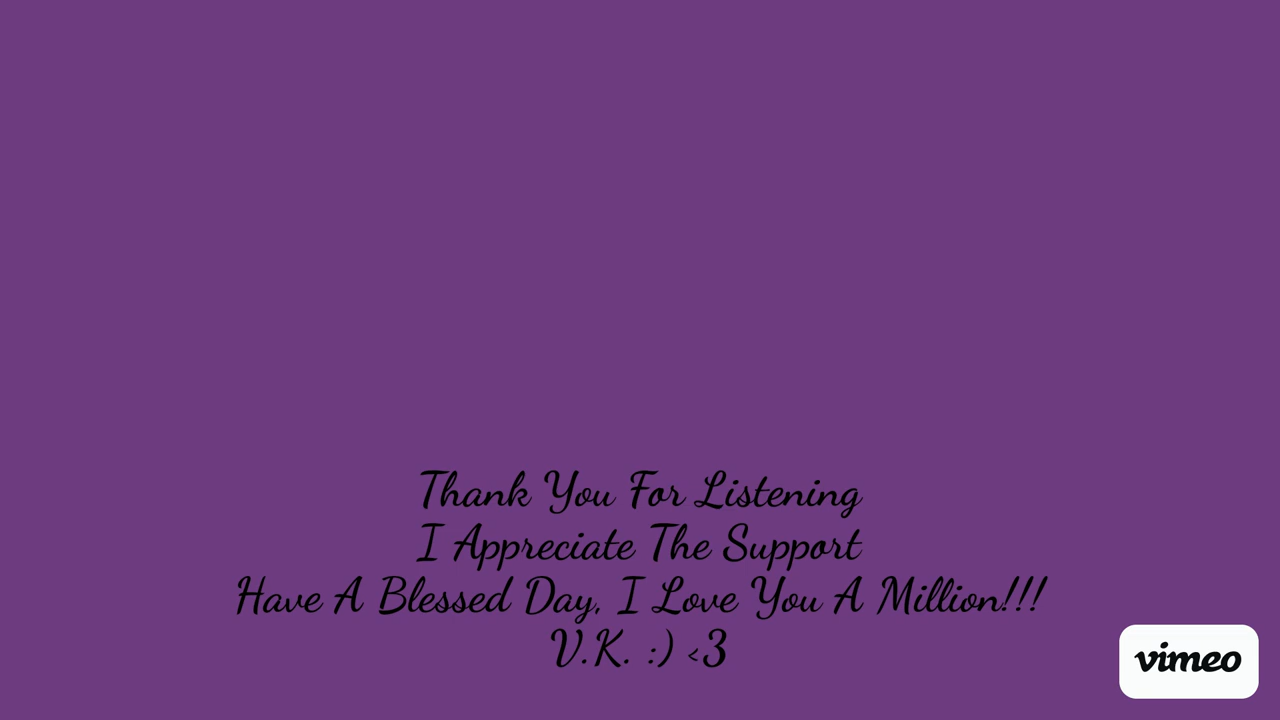 Thank You For Listening
I Appreciate The Support
Have A Blessed Day, I Love You A Million!!!
V.K. :) <3
vimeo